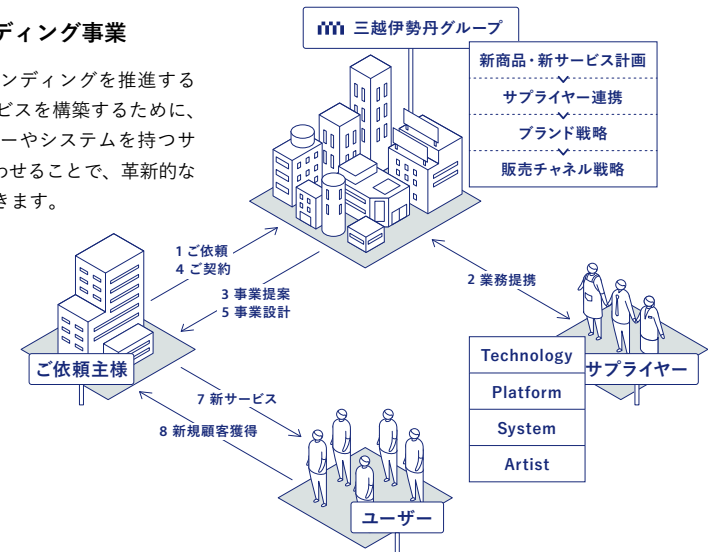 ディング事業
ンディングを推進する
ビスを構築するために、
ーやシステムを持つサ
わせることで、革新的な
きます。
三越伊勢丹グループ
新商品・新サービス計画
サプライヤー連携
ブランド戦略
販売チャネル戦略
1 ご依頼
4 ご契約
3 事業提案
5 事業設計
2 業務提携
ご依頼主様
サプライヤー
Technology
Platform
System
Artist
7 新サービス
8 新規顧客獲得
ユーザー